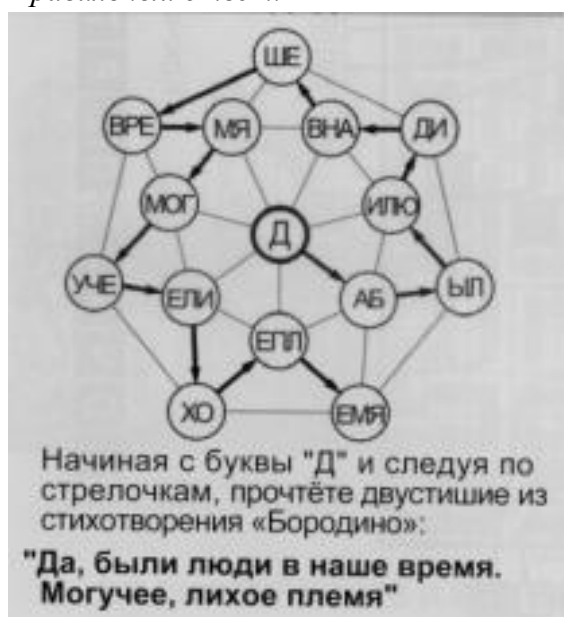 ШЕ
ВРЕ
МЯ
ВНА
ДИ
МОГ
ИЛЮ
Д
УЧЕ
ЕЛИ
АБ
ЫЛ
ЕПЛ
ХО
ЕМЯ
Начиная с буквы "Д" и следуя по
стрелочкам, прочтёте двустишие из
стихотворения «Бородино»:
"Да, были люди в наше время.
Могучее, лихое племя"